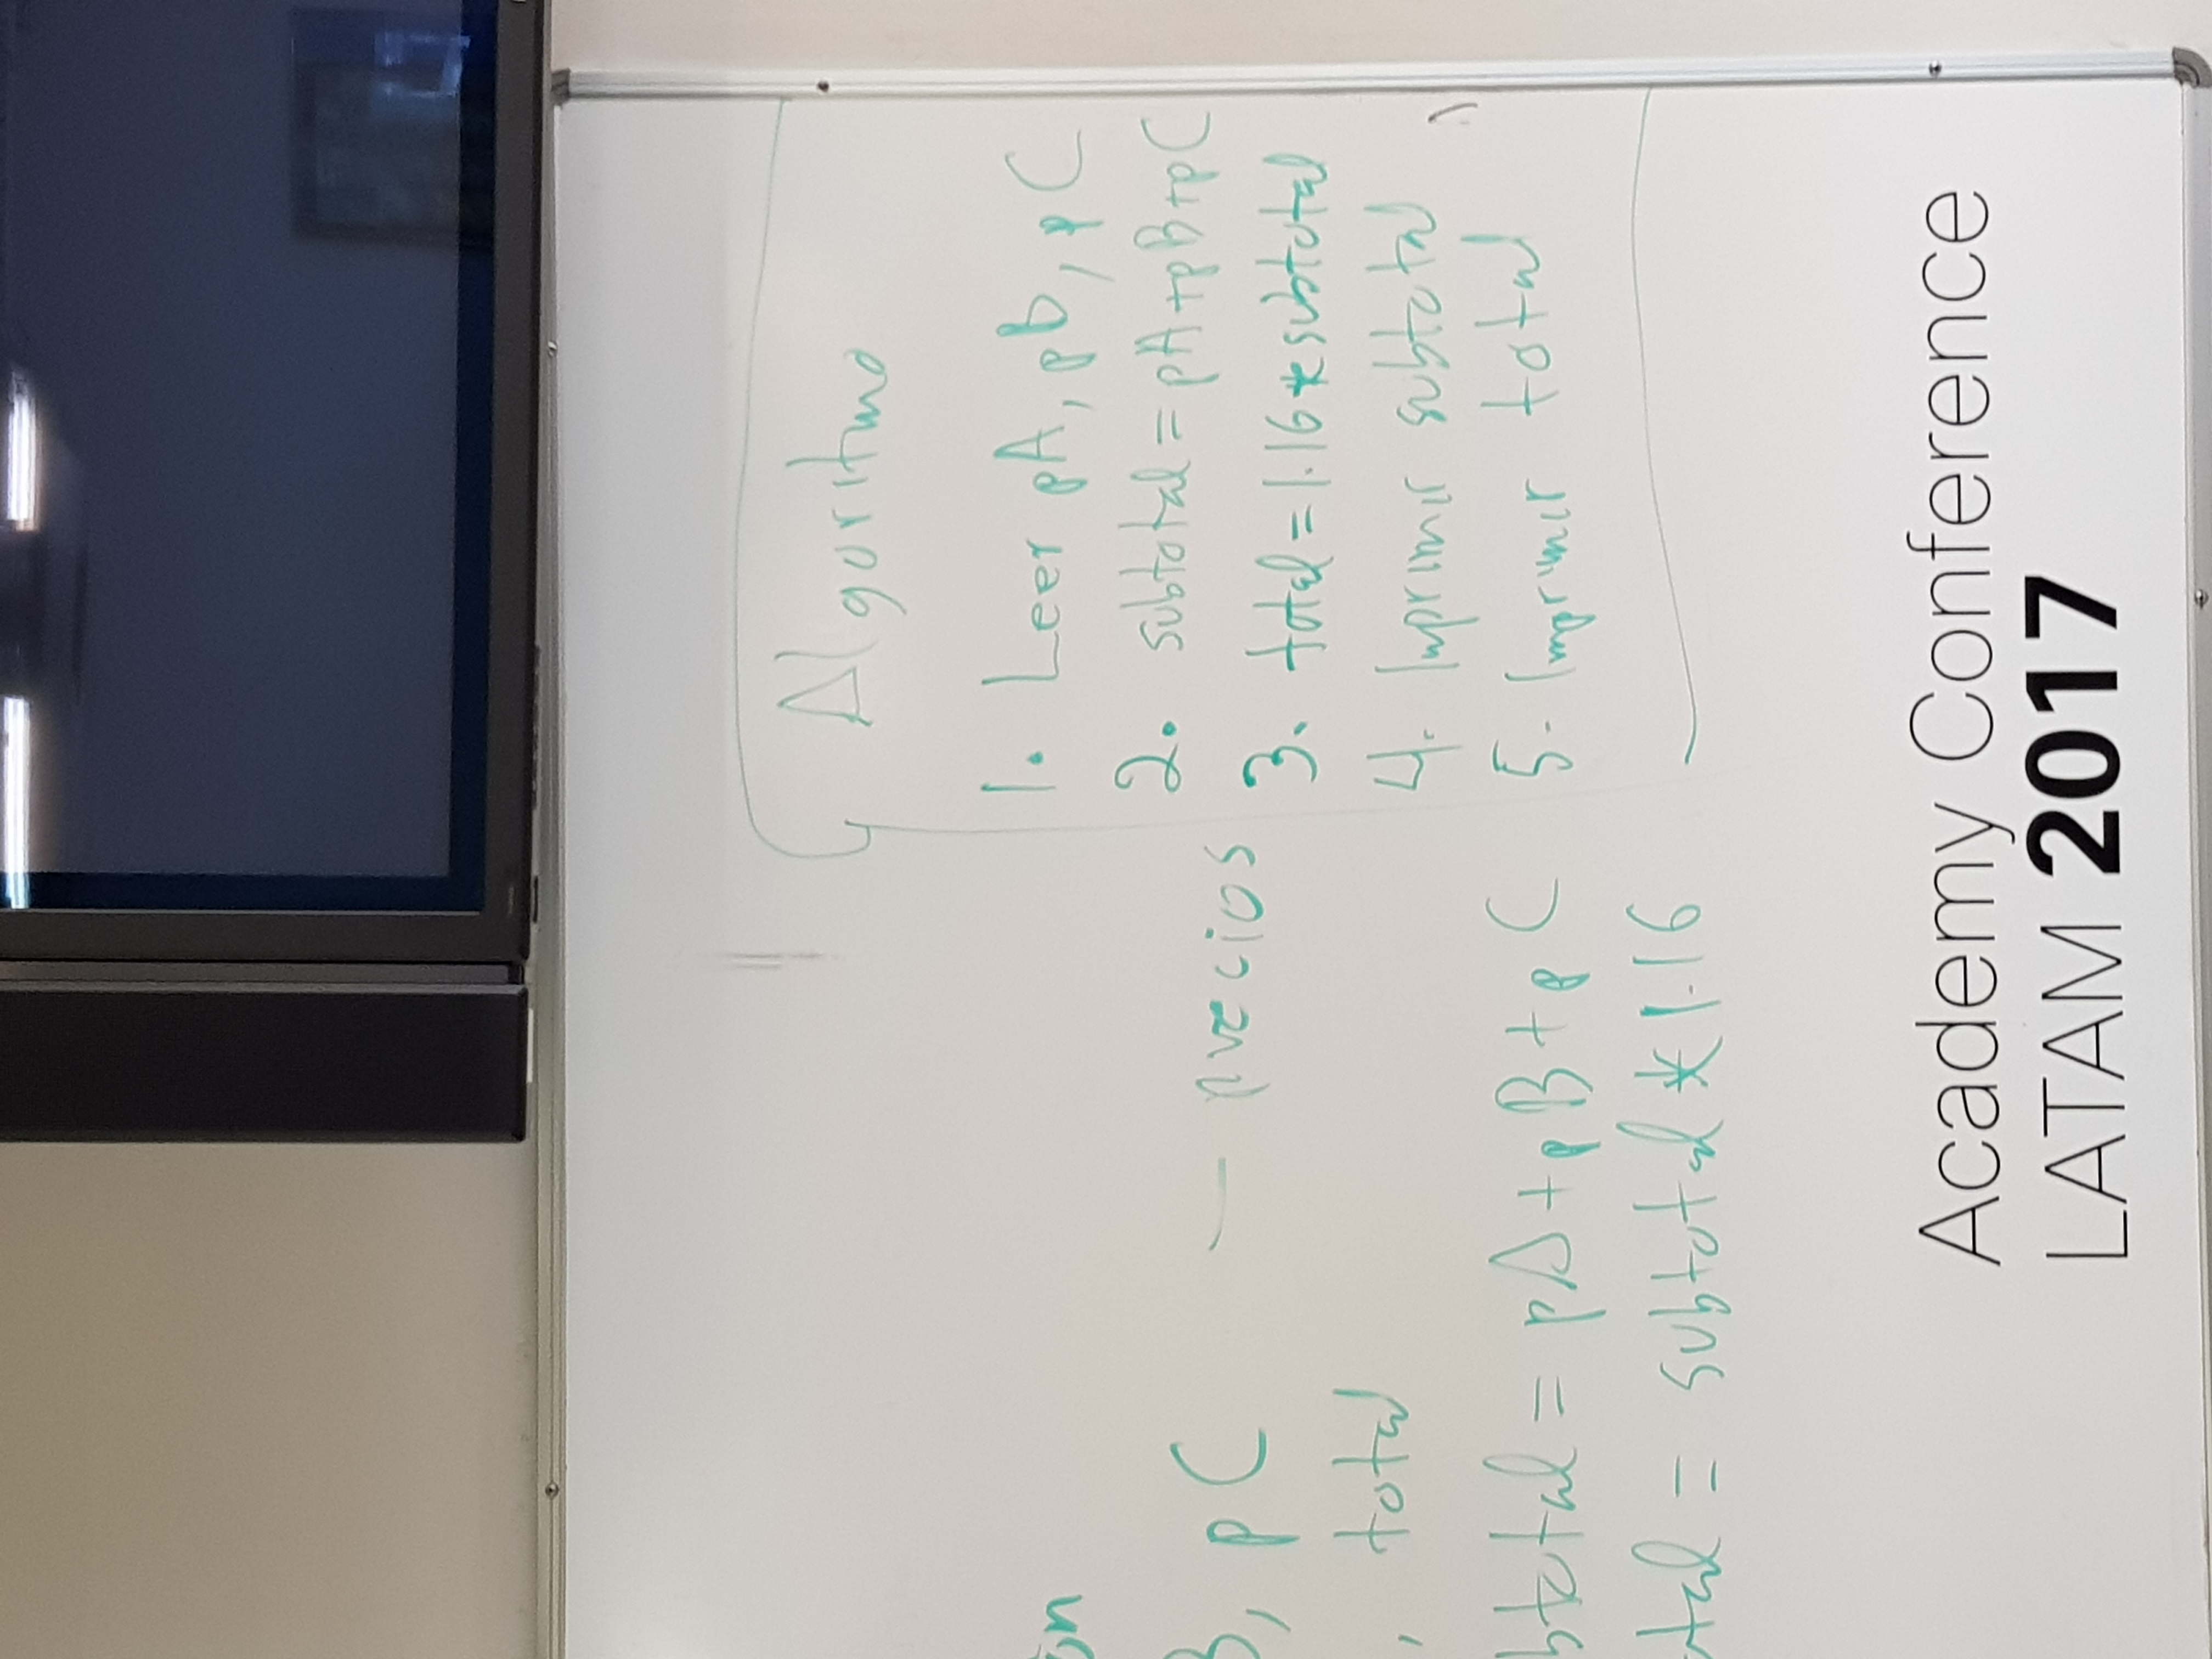 Algoritmo
1. Leer pA, pB, pC
2. subtotal = pA+pB+pC
3. total = 1.16 * subtotal
4. Imprimir subtotal
5. Imprimir total
ón
B, pC — precios
, total
btotal = pA + pB + pC
otal = subtotal * 1.16
Academy Conference
LATAM 2017